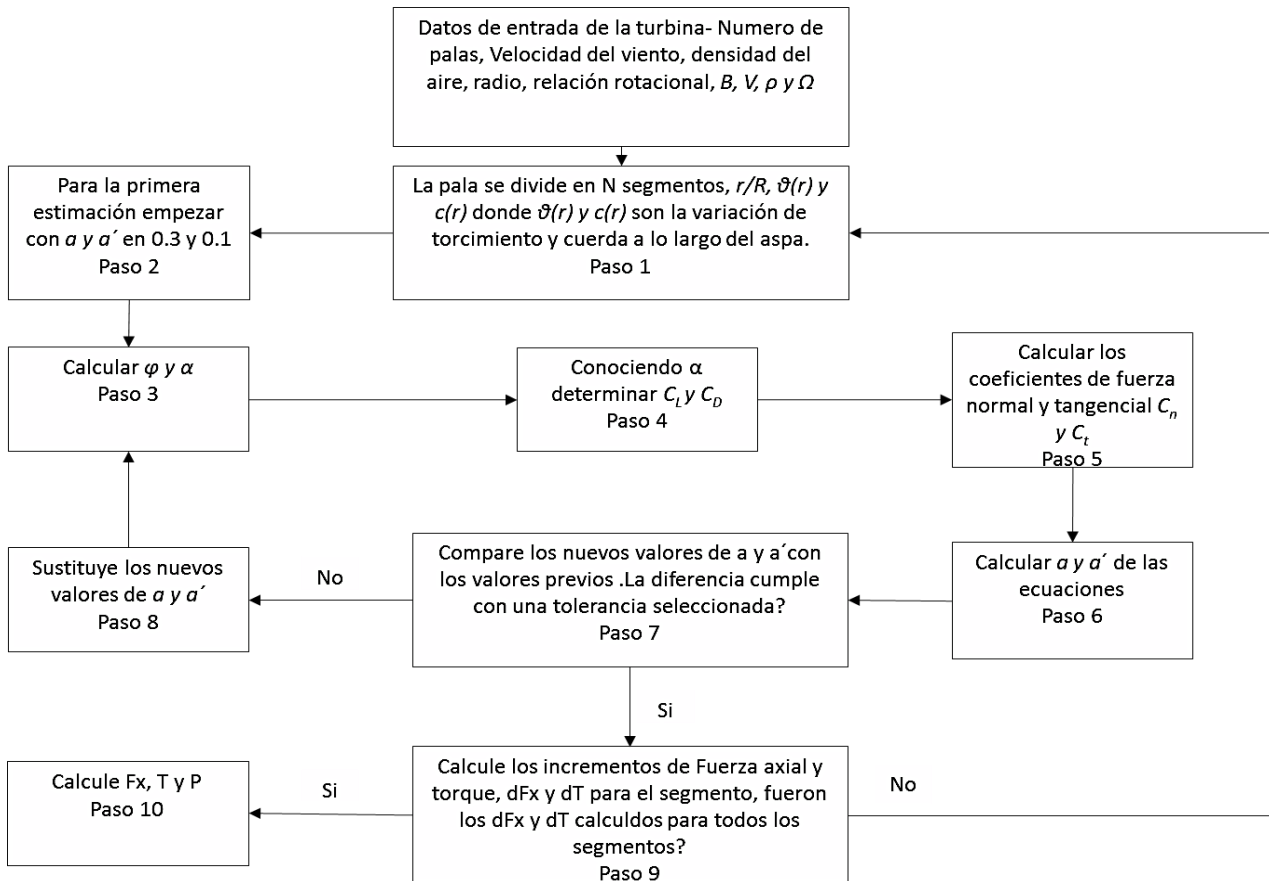 Datos de entrada de la turbina- Numero de
palas, Velocidad del viento, densidad del
aire, radio, relación rotacional, B, V, ρ y Ω
Para la primera
estimación empezar
con a y a´ en 0.3 y 0.1
Paso 2
La pala se divide en N segmentos, r/R, ϑ(r) y
c(r) donde ϑ(r) y c(r) son la variación de
torcimiento y cuerda a lo largo del aspa.
Paso 1
Calcular φ y α
Paso 3
Conociendo α
determinar C_L y C_D
Paso 4
Calcular los
coeficientes de fuerza
normal y tangencial C_n
y C_t
Paso 5
Sustituye los nuevos
valores de a y a´
Paso 8
No
Compare los nuevos valores de a y a´con
los valores previos .La diferencia cumple
con una tolerancia seleccionada?
Paso 7
Calcular a y a´ de las
ecuaciones
Paso 6
Si
Calcule Fx, T y P
Paso 10
Si
Calcule los incrementos de Fuerza axial y
torque, dFx y dT para el segmento, fueron
los dFx y dT calculdos para todos los
segmentos?
Paso 9
No